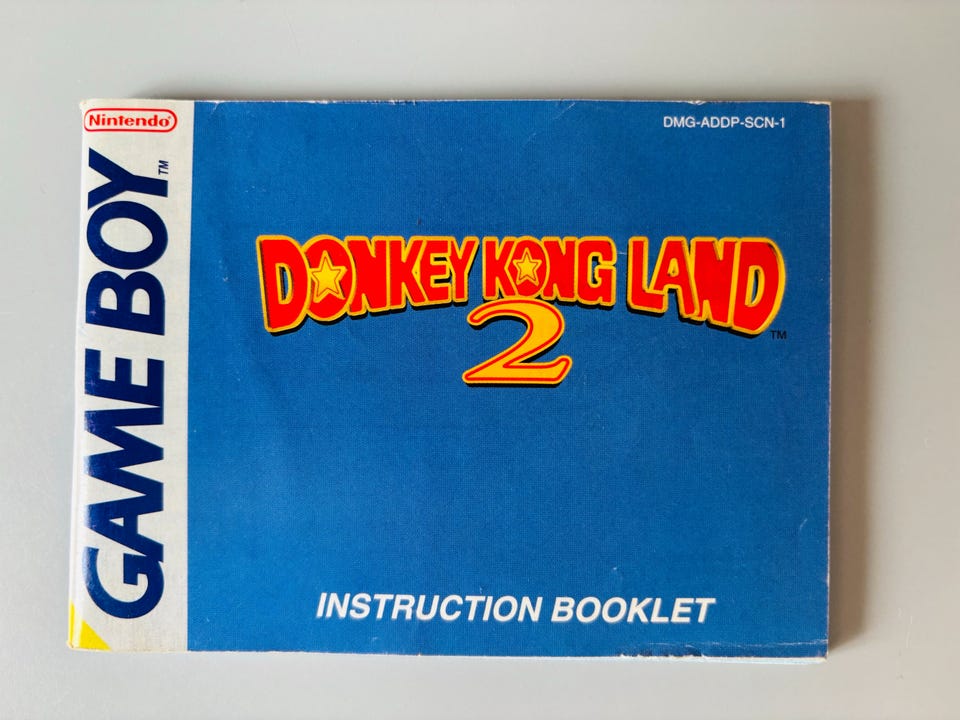 Nintendo®
GAME BOY™
DMG-ADDP-SCN-1
DONKEY KONG LAND
2™
INSTRUCTION BOOKLET